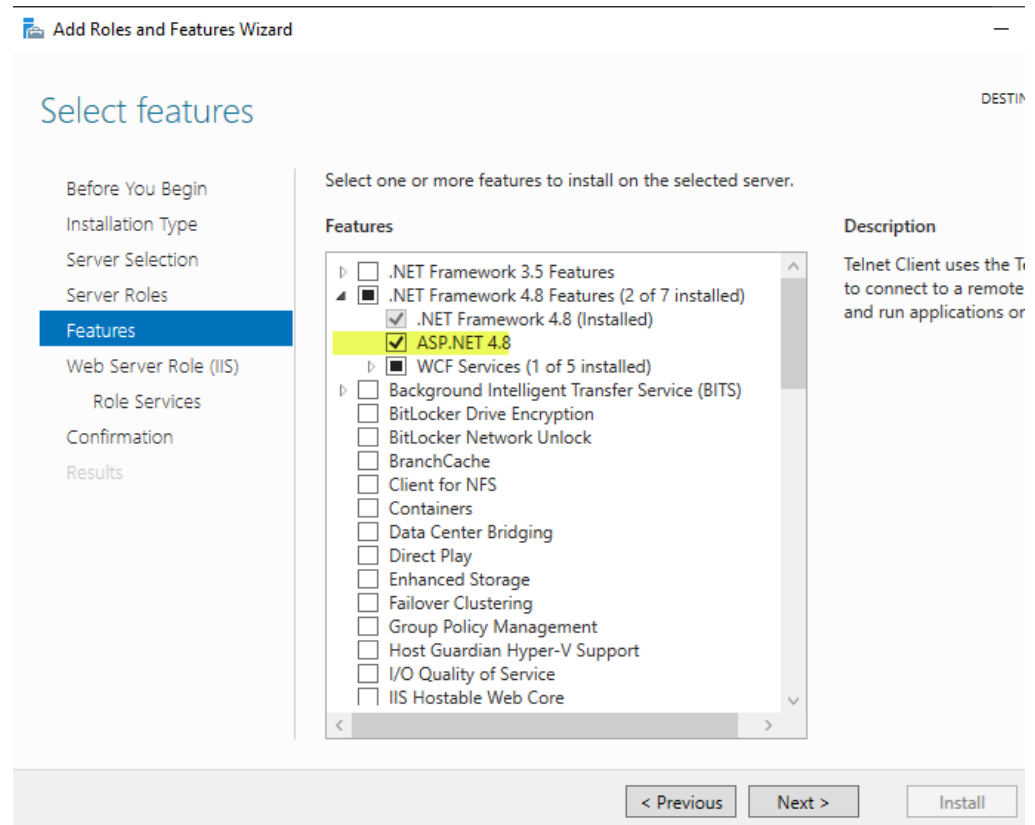 Add Roles and Features Wizard
Select features
Before You Begin
Installation Type
Server Selection
Server Roles
Features
Web Server Role (IIS)
Role Services
Confirmation
Results
Select one or more features to install on the selected server.
Features
.NET Framework 3.5 Features
.NET Framework 4.8 Features (2 of 7 installed)
.NET Framework 4.8 (Installed)
ASP.NET 4.8
WCF Services (1 of 5 installed)
Background Intelligent Transfer Service (BITS)
BitLocker Drive Encryption
BitLocker Network Unlock
BranchCache
Client for NFS
Containers
Data Center Bridging
Direct Play
Enhanced Storage
Failover Clustering
Group Policy Management
Host Guardian Hyper-V Support
I/O Quality of Service
IIS Hostable Web Core
Description
Telnet Client uses the
to connect to a remote
and run applications
< Previous
Next >
Install